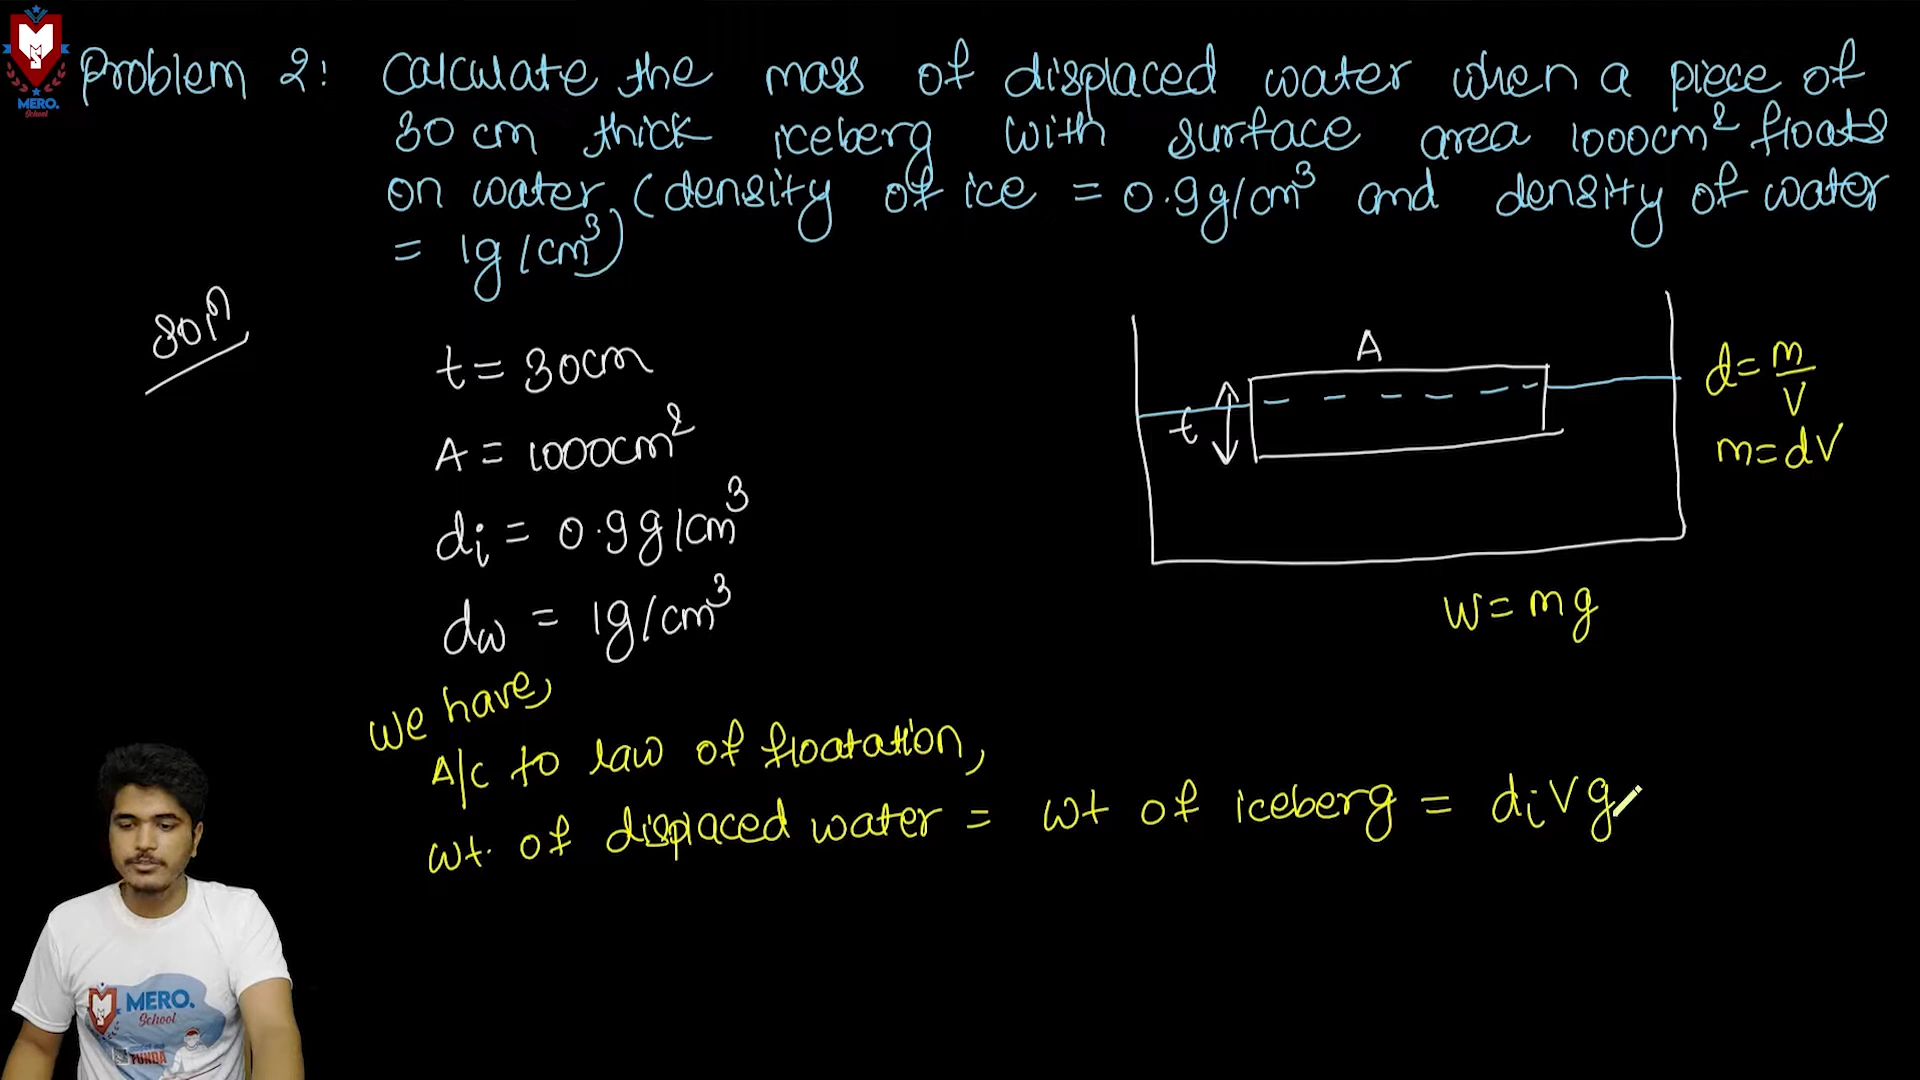 MERO.
School
Problem 2: Calculate the mass of displaced water when a piece of
30 cm thick iceberg with surface area 1000cm² floats
on water. (density of ice = 0.9g/cm³ and density of water
= 1g/cm³)
Solⁿ
t = 30cm
A = 1000cm²
di = 0.9g/cm³
dω = 1g/cm³
A
t
d = m/V
m = dV
W = mg
We have,
A/c to law of floatation,
wt. of displaced water = wt of iceberg = diVg
MERO.
School
TUNDA